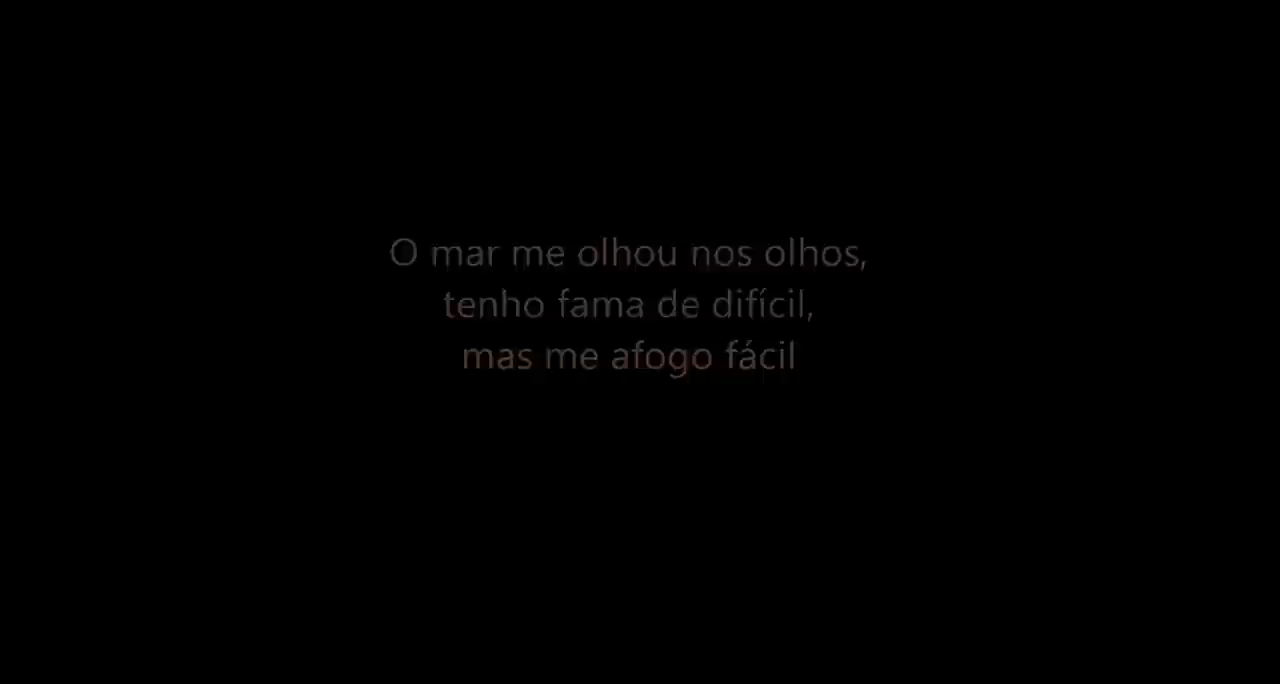 O mar me olhou nos olhos,
tenho fama de difícil,
mas me afogo fácil